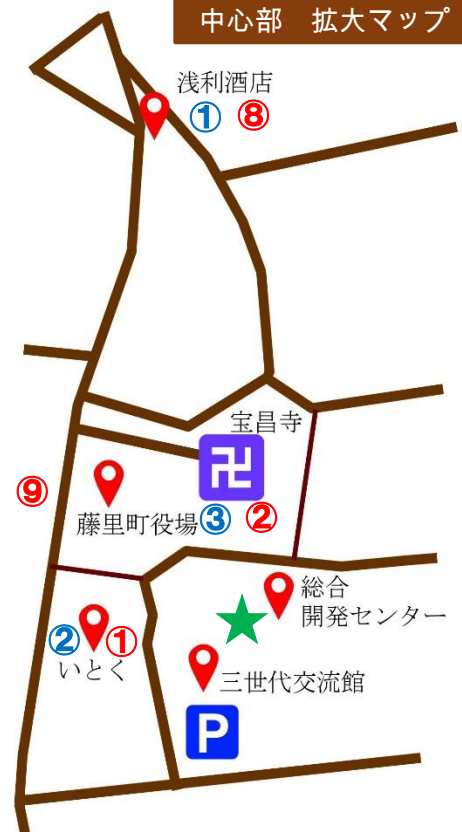 中心部　拡大マップ
浅利酒店
① ⑧
宝昌寺
卍
⑨
藤里町役場
③ ②
総合
開発センター
② ①
いとく
三世代交流館
P